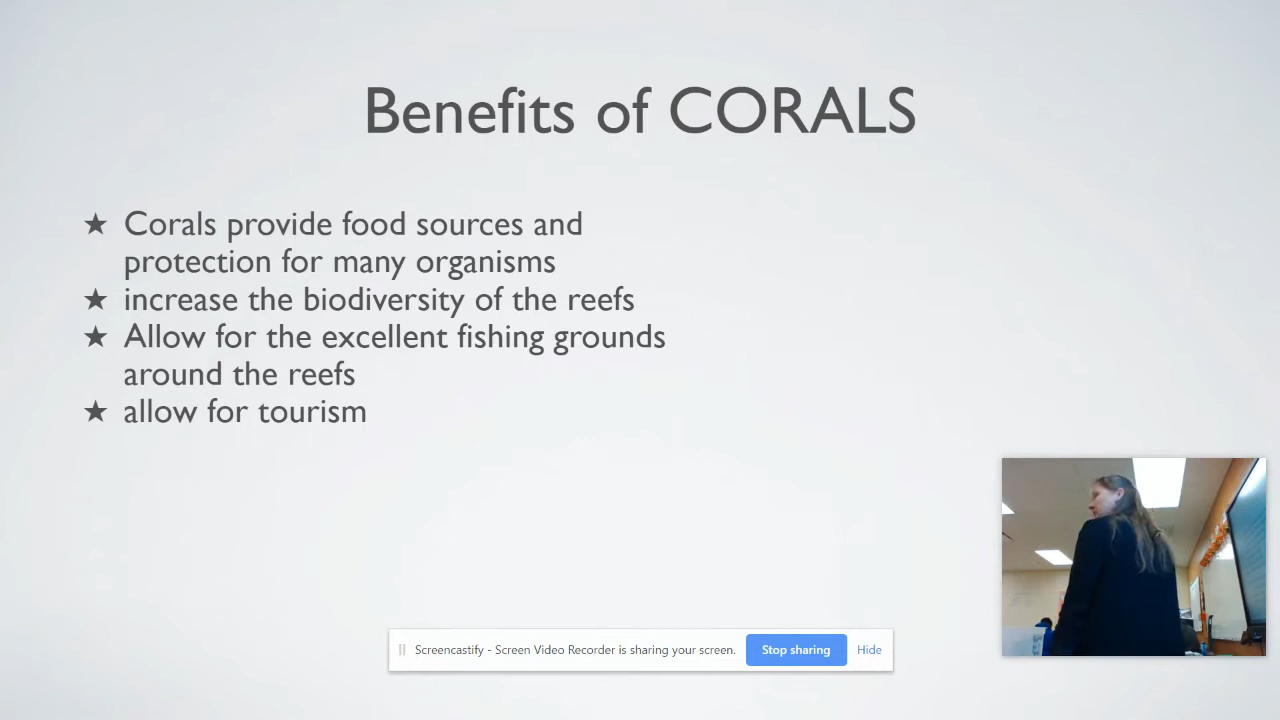 Benefits of CORALS
★ Corals provide food sources and
protection for many organisms
★ increase the biodiversity of the reefs
★ Allow for the excellent fishing grounds
around the reefs
★ allow for tourism
Screencastify - Screen Video Recorder is sharing your screen. Stop sharing Hide